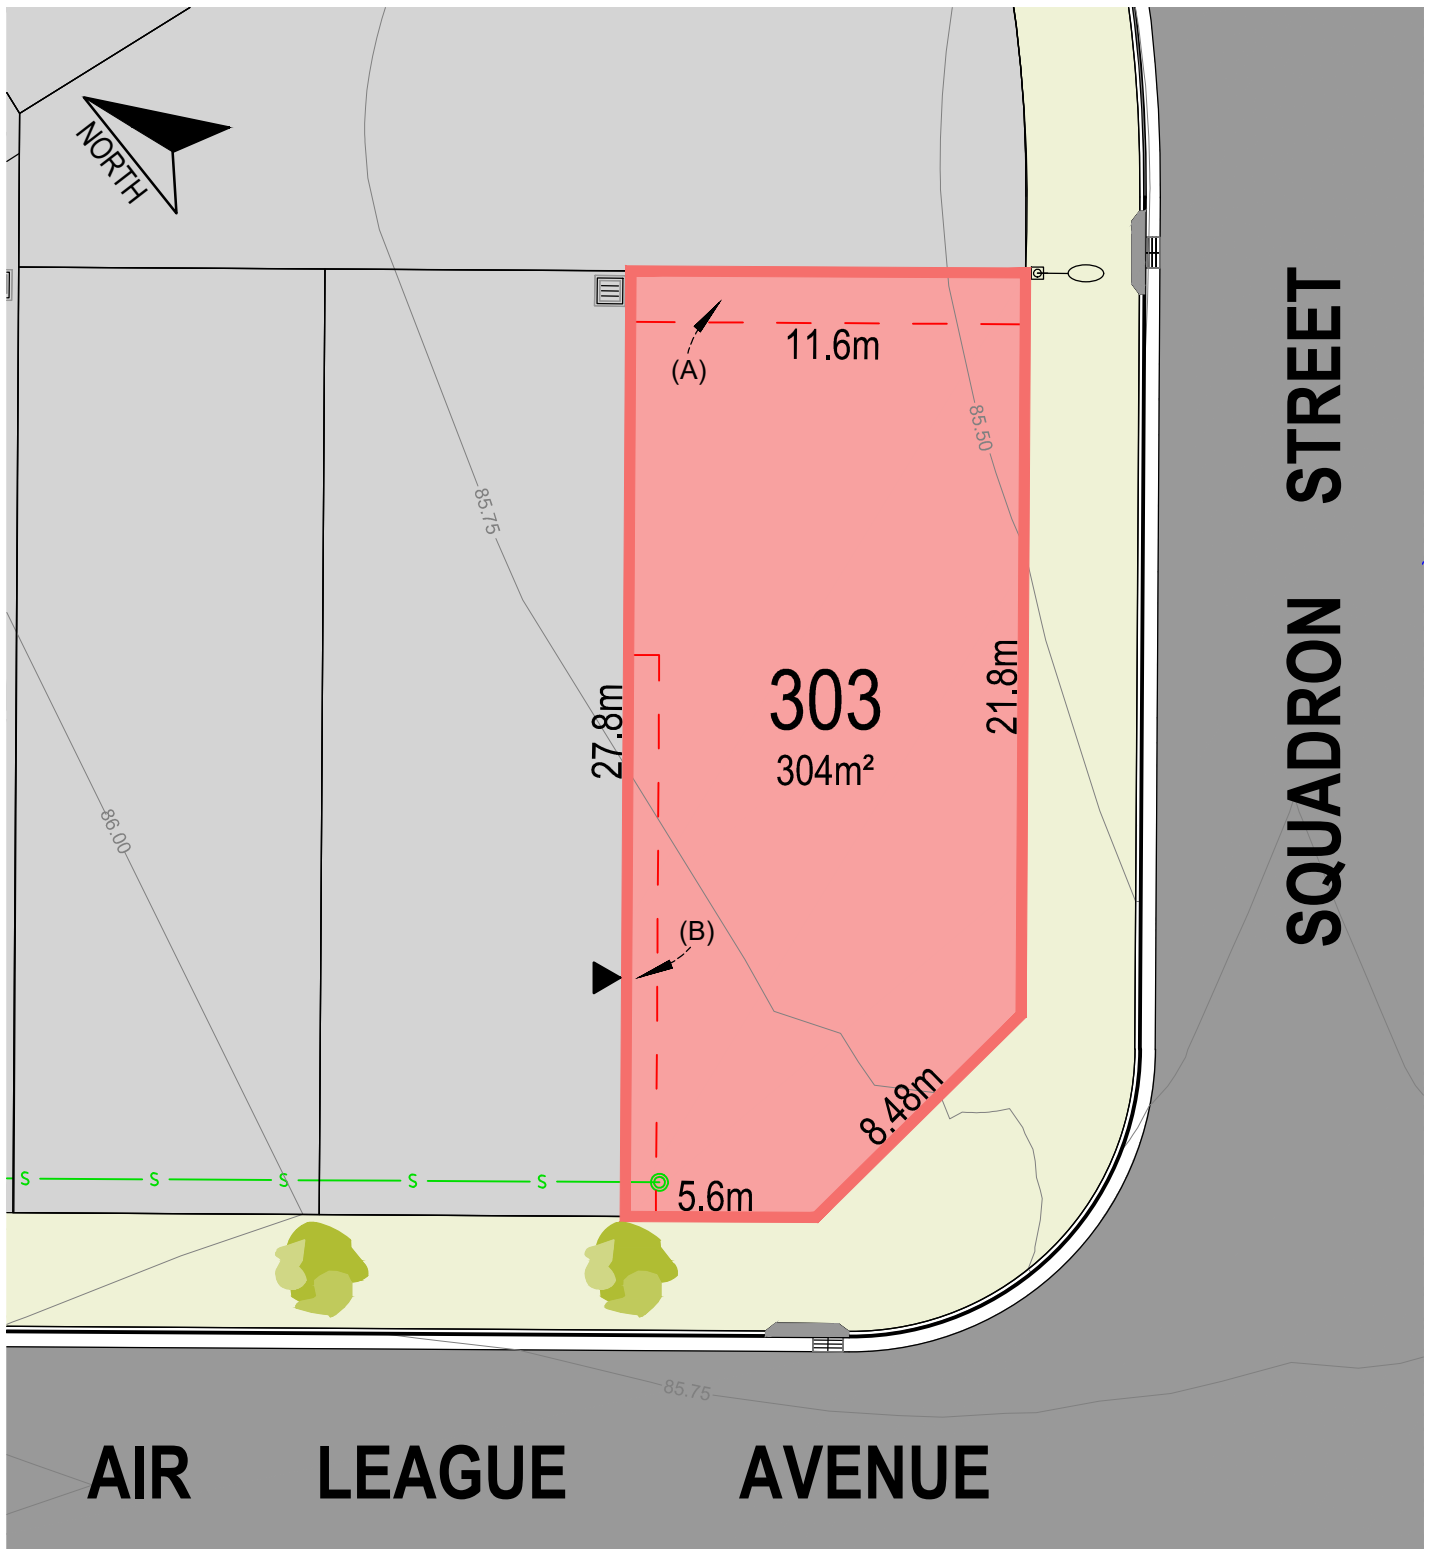 NORTH
11.6m
(A)
85.50
85.75
STREET
SQUADRON
303
304m²
27.8m
21.8m
86.00
(B)
8.48m
S S S S S
5.6m
85.75
AIR LEAGUE AVENUE